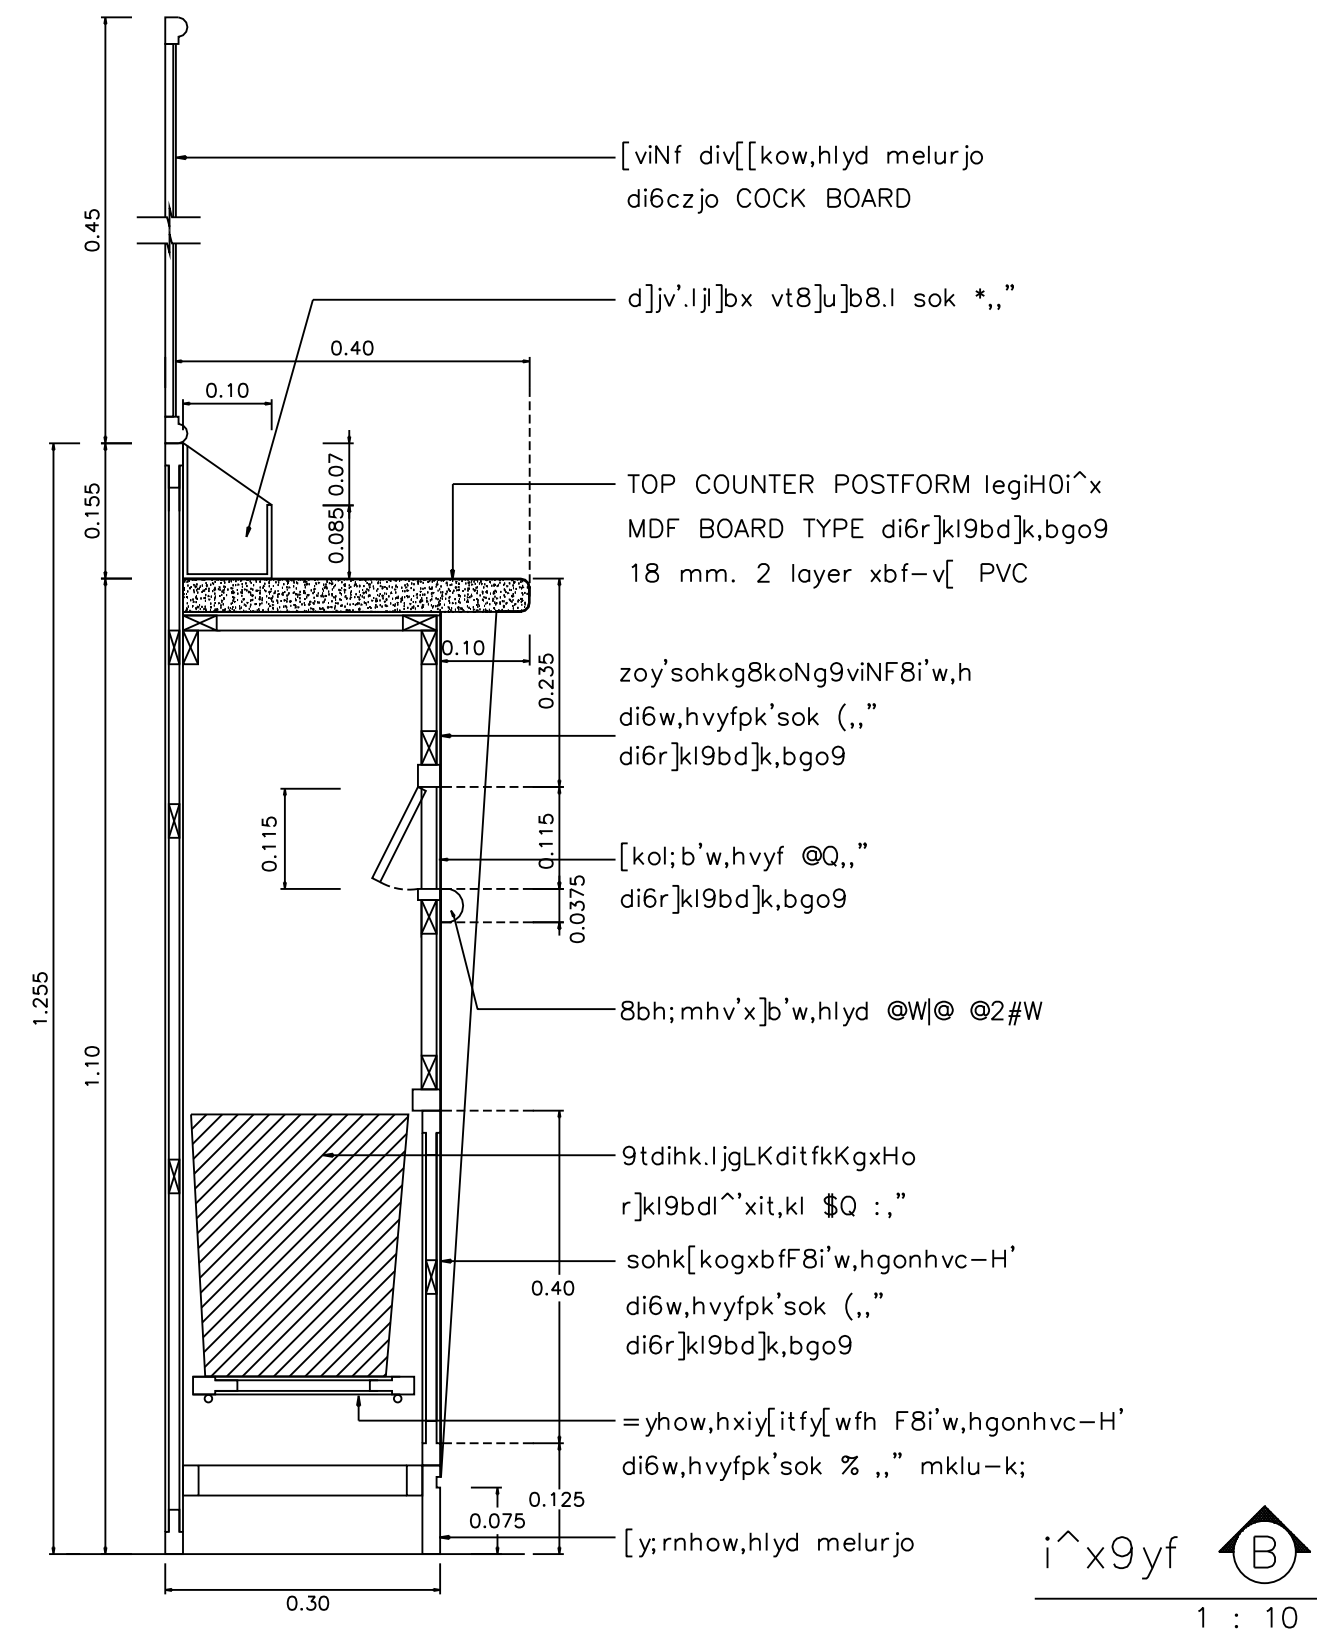 [viNf div[[kow,hlyd melurjo
di6czjo COCK BOARD
0.45
d]jv'.ljl]bx vt8]u]b8.l sok *,,"
0.40
0.10
0.07
0.155
0.085
TOP COUNTER POSTFORM legiH0i^x
MDF BOARD TYPE di6r]kl9bd]k,bgo9
18 mm. 2 layer xbf-v[ PVC
0.10
0.235
zoy'sohkg8koNg9viNF8i'w,h
di6w,hvyfpk'sok (,,"
di6r]kl9bd]k,bgo9
0.115
0.115
[kol;b'w,hvyf @Q,,"
di6r]kl9bd]k,bgo9
0.0375
1.255
8bh;mhv'x]b'w,hlyd @W|@ @2#W
1.10
9tdihk.ljgLKditfkKgxHo
r]kl9bdl^'xit,kl $Q :,"
sohk[kogxbfF8i'w,hgonhvc-H'
0.40
di6w,hvyfpk'sok (,,"
di6r]kl9bd]k,bgo9
=yhow,hxiy[itfy[wfh F8i'w,hgonhvc-H'
di6w,hvyfpk'sok % ,," mklu-k;
0.125
0.075
[y;rnhow,hlyd melurjo
0.30
i^x9yf B
1 : 10